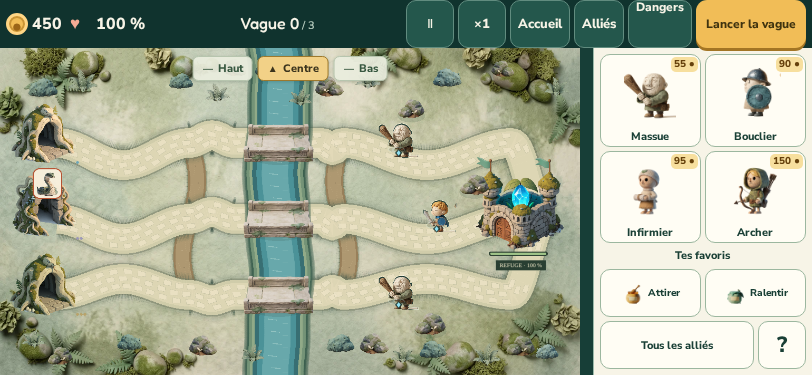 450 ♥ 100 %
Vague 0 / 3
II
×1
Accueil
Alliés
Dangers
Lancer la vague
— Haut
▲ Centre
— Bas
REFUGE · 100 %
55
Massue
90
Bouclier
95
Infirmier
150
Archer
Tes favoris
Attirer
Ralentir
Tous les alliés
?